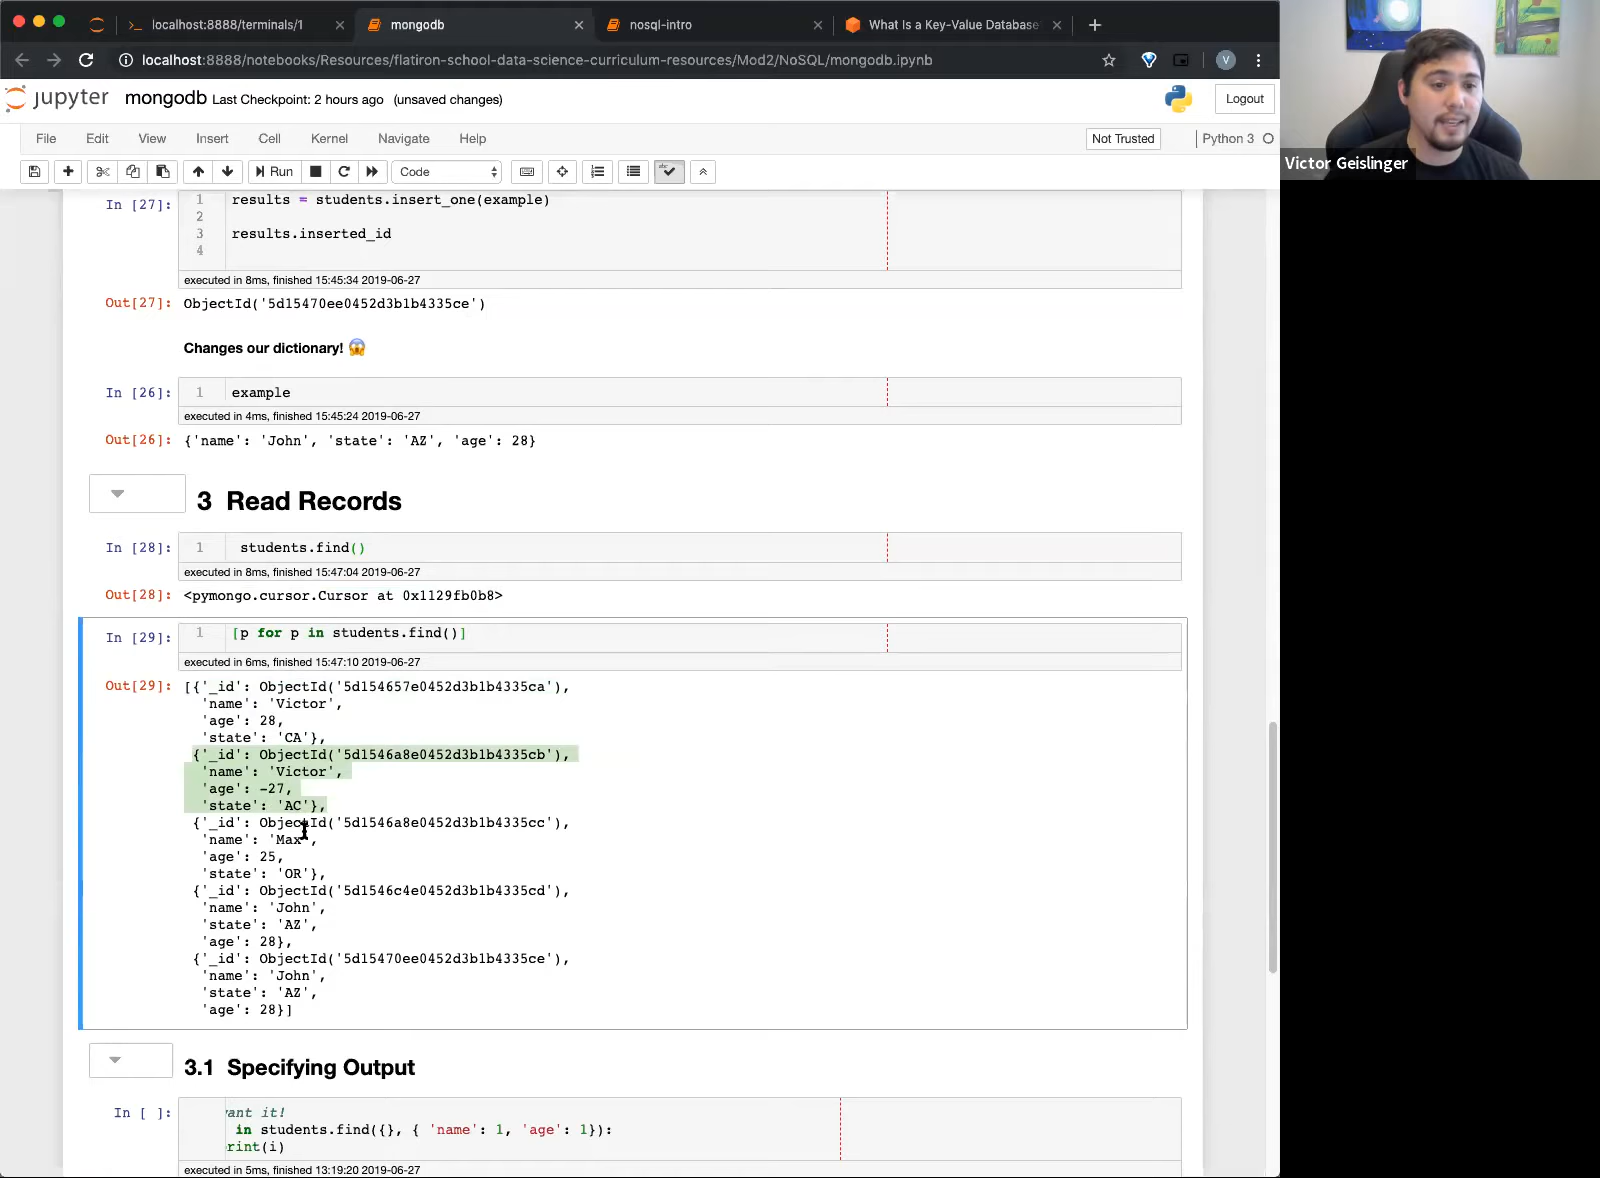 localhost:8888/terminals/1
mongodb
nosql-intro
What Is a Key-Value Database
localhost:8888/notebooks/Resources/flatiron-school-data-science-curriculum-resources/Mod2/NoSQL/mongodb.ipynb
V
jupyter mongodb Last Checkpoint: 2 hours ago (unsaved changes)
Logout
File Edit View Insert Cell Kernel Navigate Help
Not Trusted
Python 3
Run
Code
Victor Geislinger
In [27]:
1 results = students.insert_one(example)
2
3 results.inserted_id
4
executed in 8ms, finished 15:45:34 2019-06-27
Out[27]: ObjectId('5d15470ee0452d3b1b4335ce')
Changes our dictionary! 😱
In [26]: 1 example
executed in 4ms, finished 15:45:24 2019-06-27
Out[26]: {'name': 'John', 'state': 'AZ', 'age': 28}
3 Read Records
In [28]: 1 students.find()
executed in 8ms, finished 15:47:04 2019-06-27
Out[28]: <pymongo.cursor.Cursor at 0x1129fb0b8>
In [29]: 1 [p for p in students.find()]
executed in 6ms, finished 15:47:10 2019-06-27
Out[29]: [{'_id': ObjectId('5d154657e0452d3b1b4335ca'),
'name': 'Victor',
'age': 28,
'state': 'CA'},
{'_id': ObjectId('5d1546a8e0452d3b1b4335cb'),
'name': 'Victor',
'age': -27,
'state': 'AC'},
{'_id': ObjectId('5d1546a8e0452d3b1b4335cc'),
'name': 'Max',
'age': 25,
'state': 'OR'},
{'_id': ObjectId('5d1546c4e0452d3b1b4335cd'),
'name': 'John',
'state': 'AZ',
'age': 28},
{'_id': ObjectId('5d15470ee0452d3b1b4335ce'),
'name': 'John',
'state': 'AZ',
'age': 28}]
3.1 Specifying Output
In [ ]:
want it!
in students.find({}, { 'name': 1, 'age': 1}):
print(i)
executed in 5ms, finished 13:19:20 2019-06-27